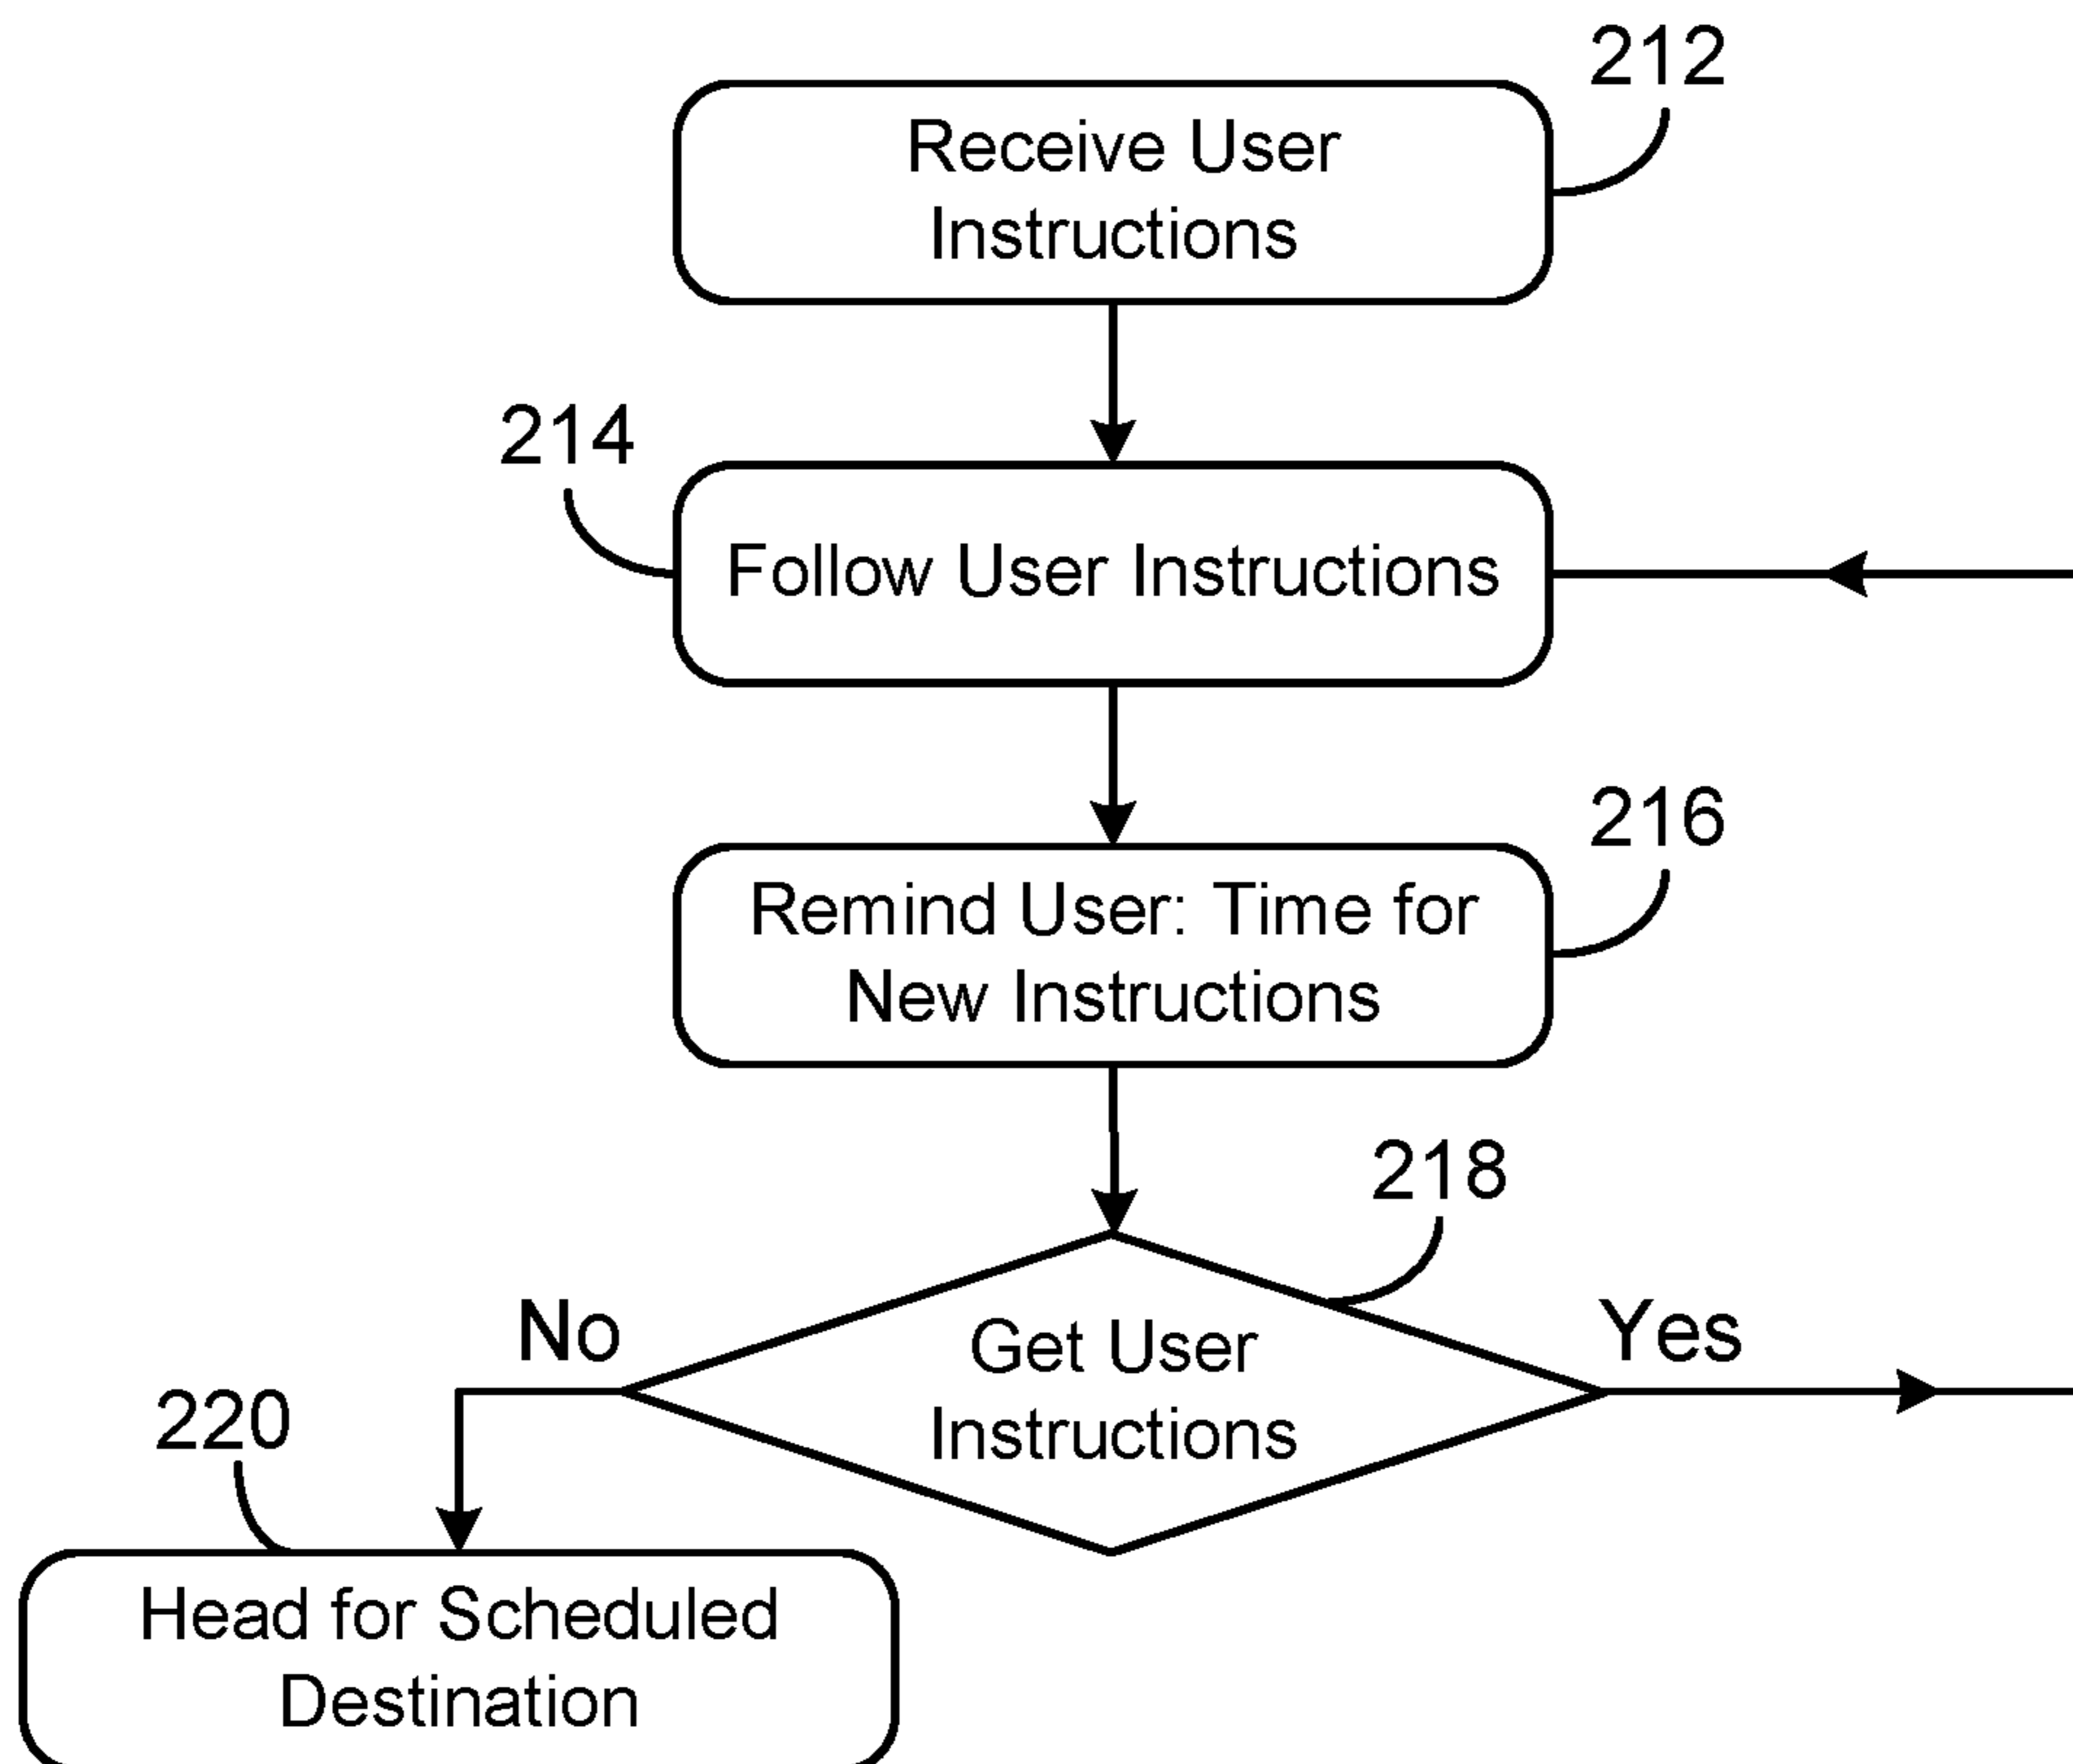 212
Receive User
Instructions
214
Follow User Instructions
216
Remind User: Time for
New Instructions
218
Get User
Instructions
No
Yes
220
Head for Scheduled
Destination